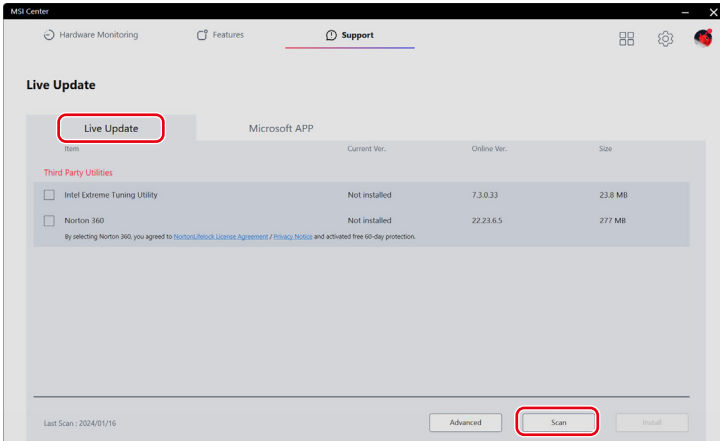 MSI Center
Hardware Monitoring Features Support
Live Update
Live Update Microsoft APP
Item Current Ver. Online Ver. Size
Third Party Utilities
Intel Extreme Tuning Utility Not installed 7.3.0.33 23.8 MB
Norton 360 Not installed 22.23.6.5 277 MB
By selecting Norton 360, you agreed to NortonLifelock License Agreement / Privacy Notice and activated free 60-day protection.
Last Scan : 2024/01/16 Advanced Scan Install